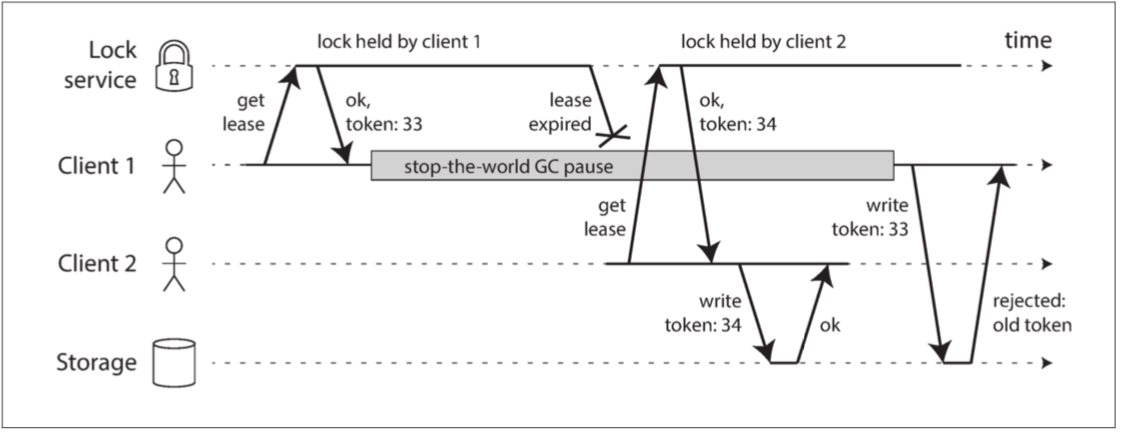 Lock
service
lock held by client 1
lock held by client 2
time
get
lease
ok,
token: 33
lease
expired
ok,
token: 34
Client 1
stop-the-world GC pause
get
lease
write
token: 33
Client 2
write
token: 34
ok
rejected:
old token
Storage